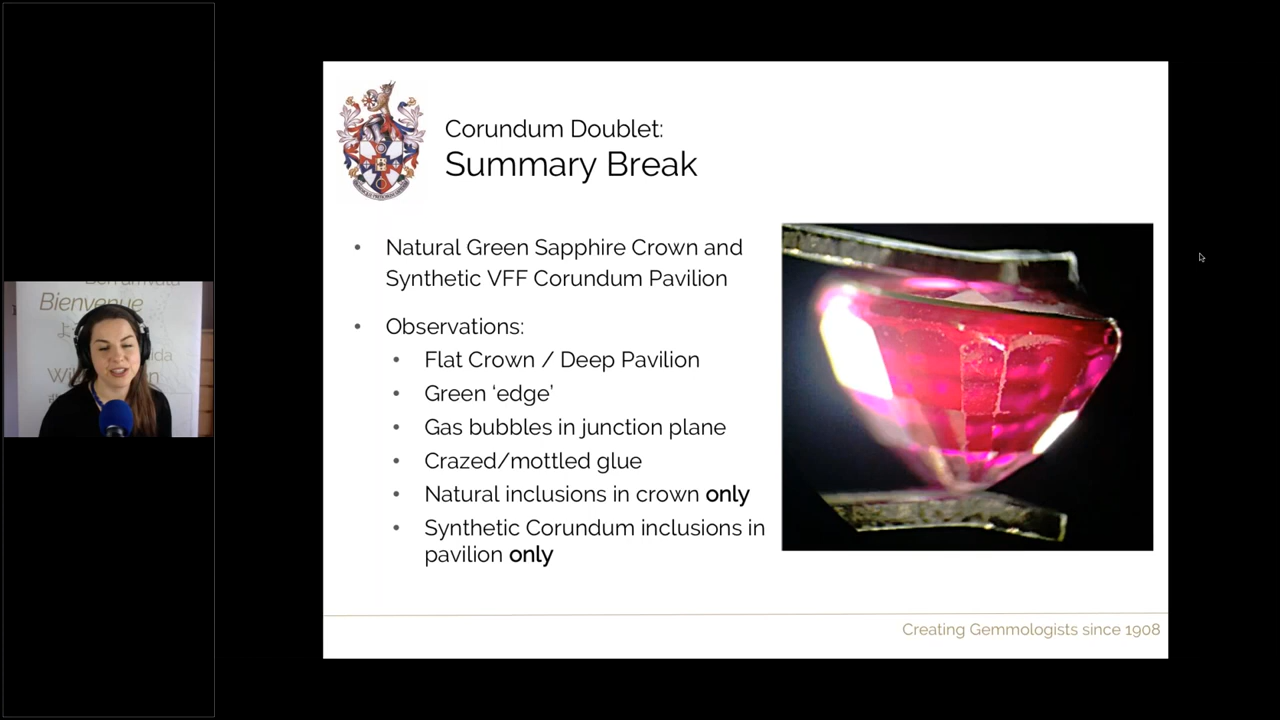 Bienvenue
Corundum Doublet:
Summary Break
• Natural Green Sapphire Crown and
Synthetic VFF Corundum Pavilion
• Observations:
• Flat Crown / Deep Pavilion
• Green ‘edge’
• Gas bubbles in junction plane
• Crazed/mottled glue
• Natural inclusions in crown only
• Synthetic Corundum inclusions in
pavilion only
Creating Gemmologists since 1908